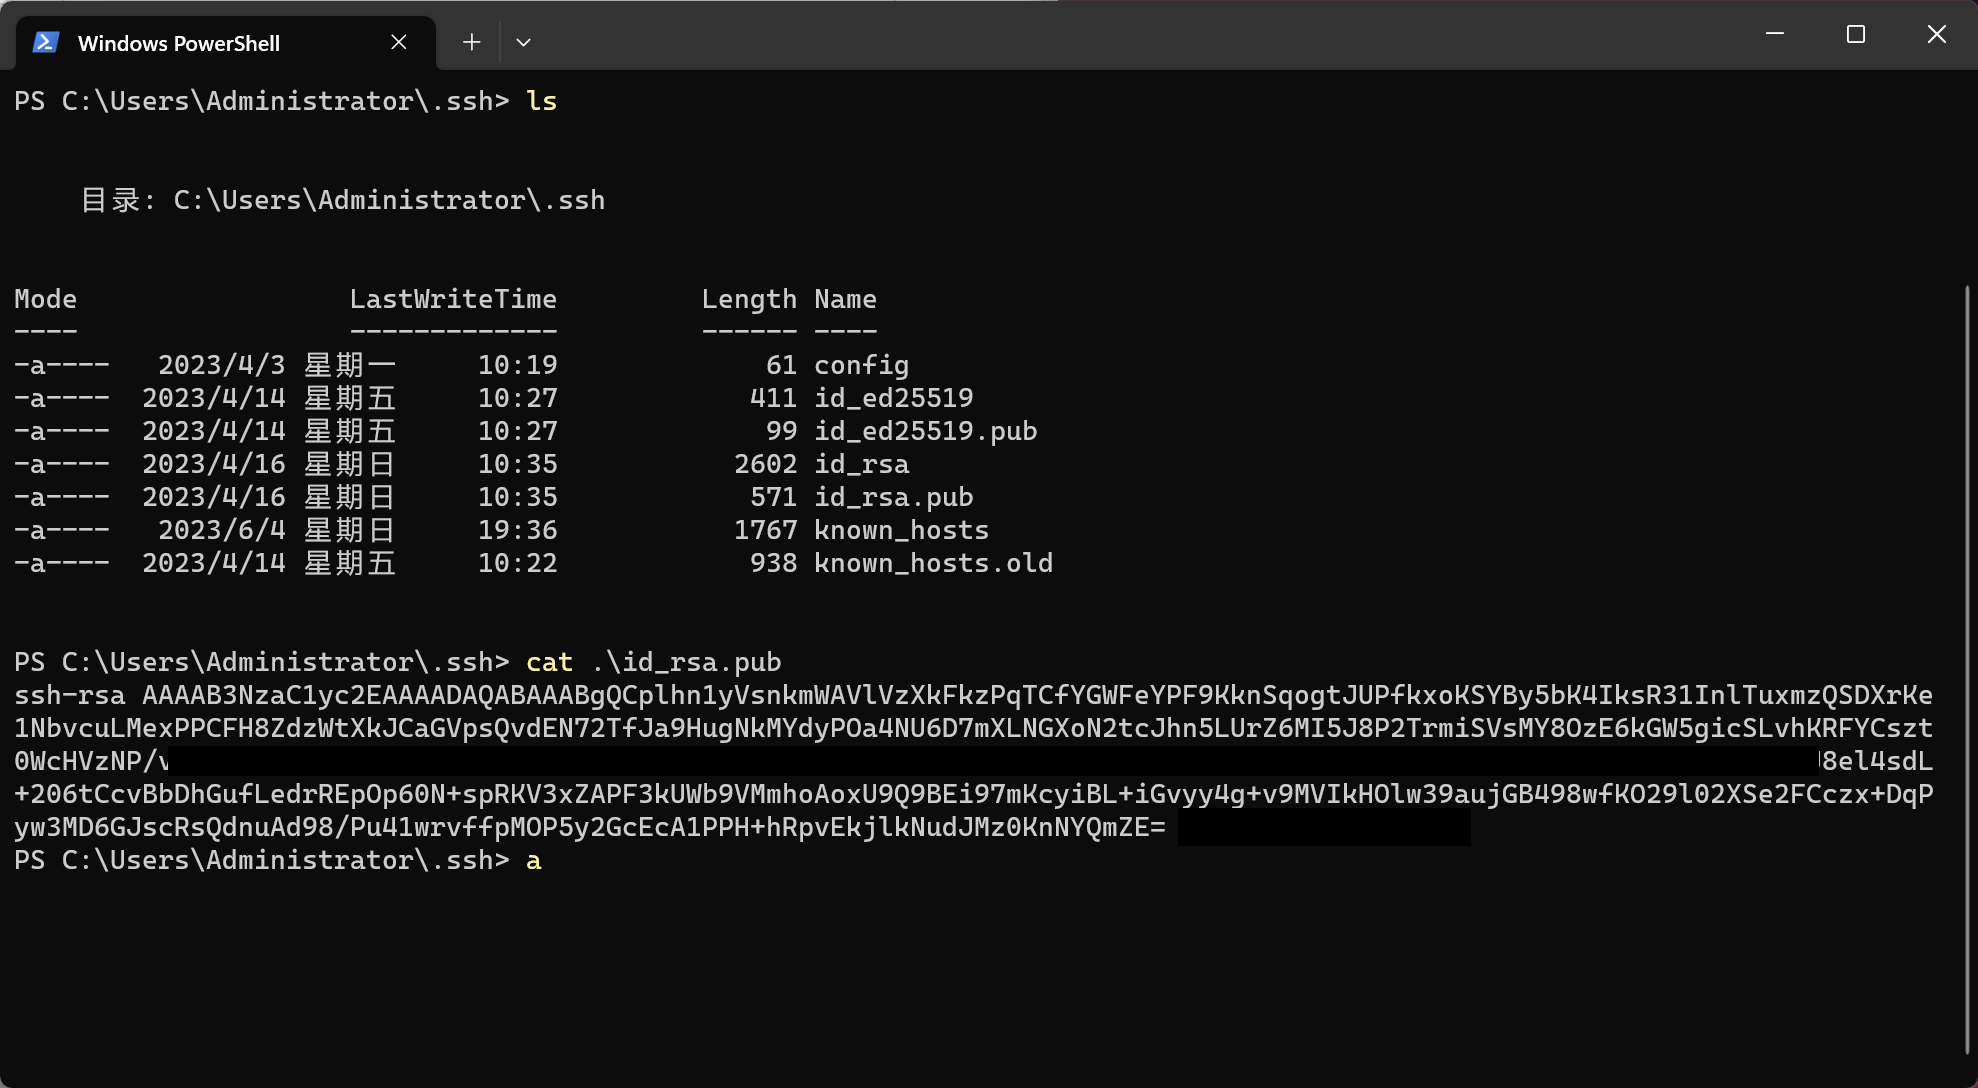 Windows PowerShell
PS C:\Users\Administrator\.ssh> ls
目录: C:\Users\Administrator\.ssh
Mode LastWriteTime Length Name
---- ------------- ------ ----
-a---- 2023/4/3 星期一 10:19 61 config
-a---- 2023/4/14 星期五 10:27 411 id_ed25519
-a---- 2023/4/14 星期五 10:27 99 id_ed25519.pub
-a---- 2023/4/16 星期日 10:35 2602 id_rsa
-a---- 2023/4/16 星期日 10:35 571 id_rsa.pub
-a---- 2023/6/4 星期日 19:36 1767 known_hosts
-a---- 2023/4/14 星期五 10:22 938 known_hosts.old
PS C:\Users\Administrator\.ssh> cat .\id_rsa.pub
ssh-rsa AAAAB3NzaC1yc2EAAAADAQABAAABgQCplhn1yVsnkmWAVlVzXkFkzPqTCfYGWFeYPF9KknSqogtJUPfkxoKSYBy5bK4IksR31InlTuxmzQSDXrKe
1NbvcuLMexPPCFH8ZdzWtXkJCaGVpsQvdEN72TfJa9HugNkMYdyPOa4NU6D7mXLNGXoN2tcJhn5LUrZ6MI5J8P2TrmiSVsMY8OzE6kGW5gicSLvhKRFYCszt
0WcHVzNP/v 8el4sdL
+206tCcvBbDhGufLedrREpOp60N+spRKV3xZAPF3kUWb9VMmhoAoxU9Q9BEi97mKcyiBL+iGvyy4g+v9MVIkHOlw39aujGB498wfKO29l02XSe2FCczx+DqP
yw3MD6GJscRsQdnuAd98/Pu41wrvffpMOP5y2GcEcA1PPH+hRpvEkjlkNudJMz0KnNYQmZE=
PS C:\Users\Administrator\.ssh> a